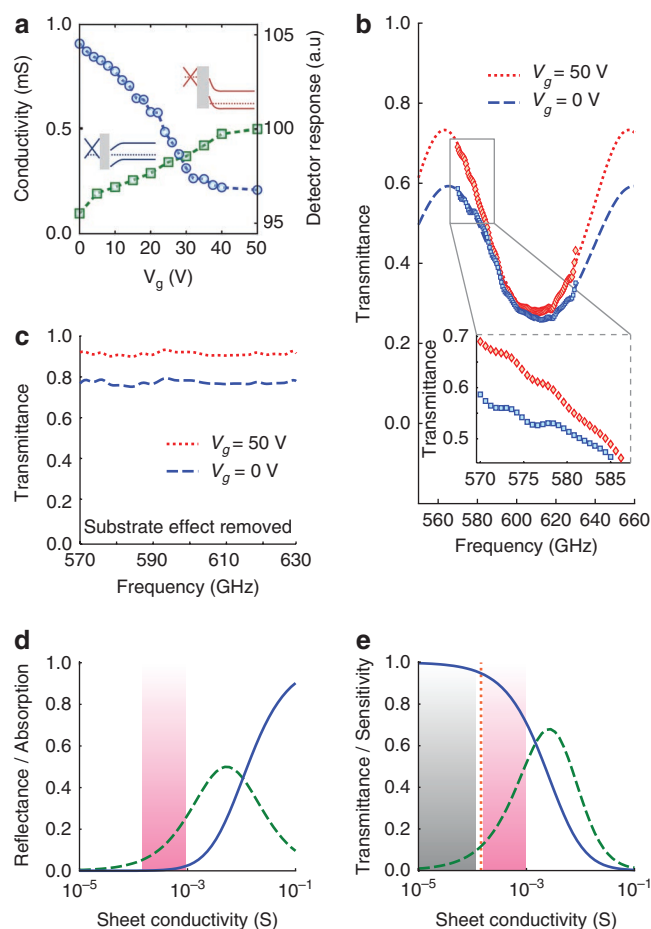 a
Conductivity (mS)
1.0
0.5
0.0
105
100
95
Detector response (a.u)
0 10 20 30 40 50
V_g (V)
b
V_g = 50 V
V_g = 0 V
Transmittance
1.0
0.8
0.6
0.4
0.2
0.0
560 580 600 620 640 660
Frequency (GHz)
Transmittance
0.7
0.6
0.5
570 575 580 585
c
Transmittance
1.0
0.8
0.6
0.4
0.2
0.0
V_g = 50 V
V_g = 0 V
Substrate effect removed
570 590 610 630
Frequency (GHz)
d
Reflectance / Absorption
1.0
0.8
0.6
0.4
0.2
0.0
10⁻⁵ 10⁻³ 10⁻¹
Sheet conductivity (S)
e
Transmittance / Sensitivity
1.0
0.8
0.6
0.4
0.2
0.0
10⁻⁵ 10⁻³ 10⁻¹
Sheet conductivity (S)